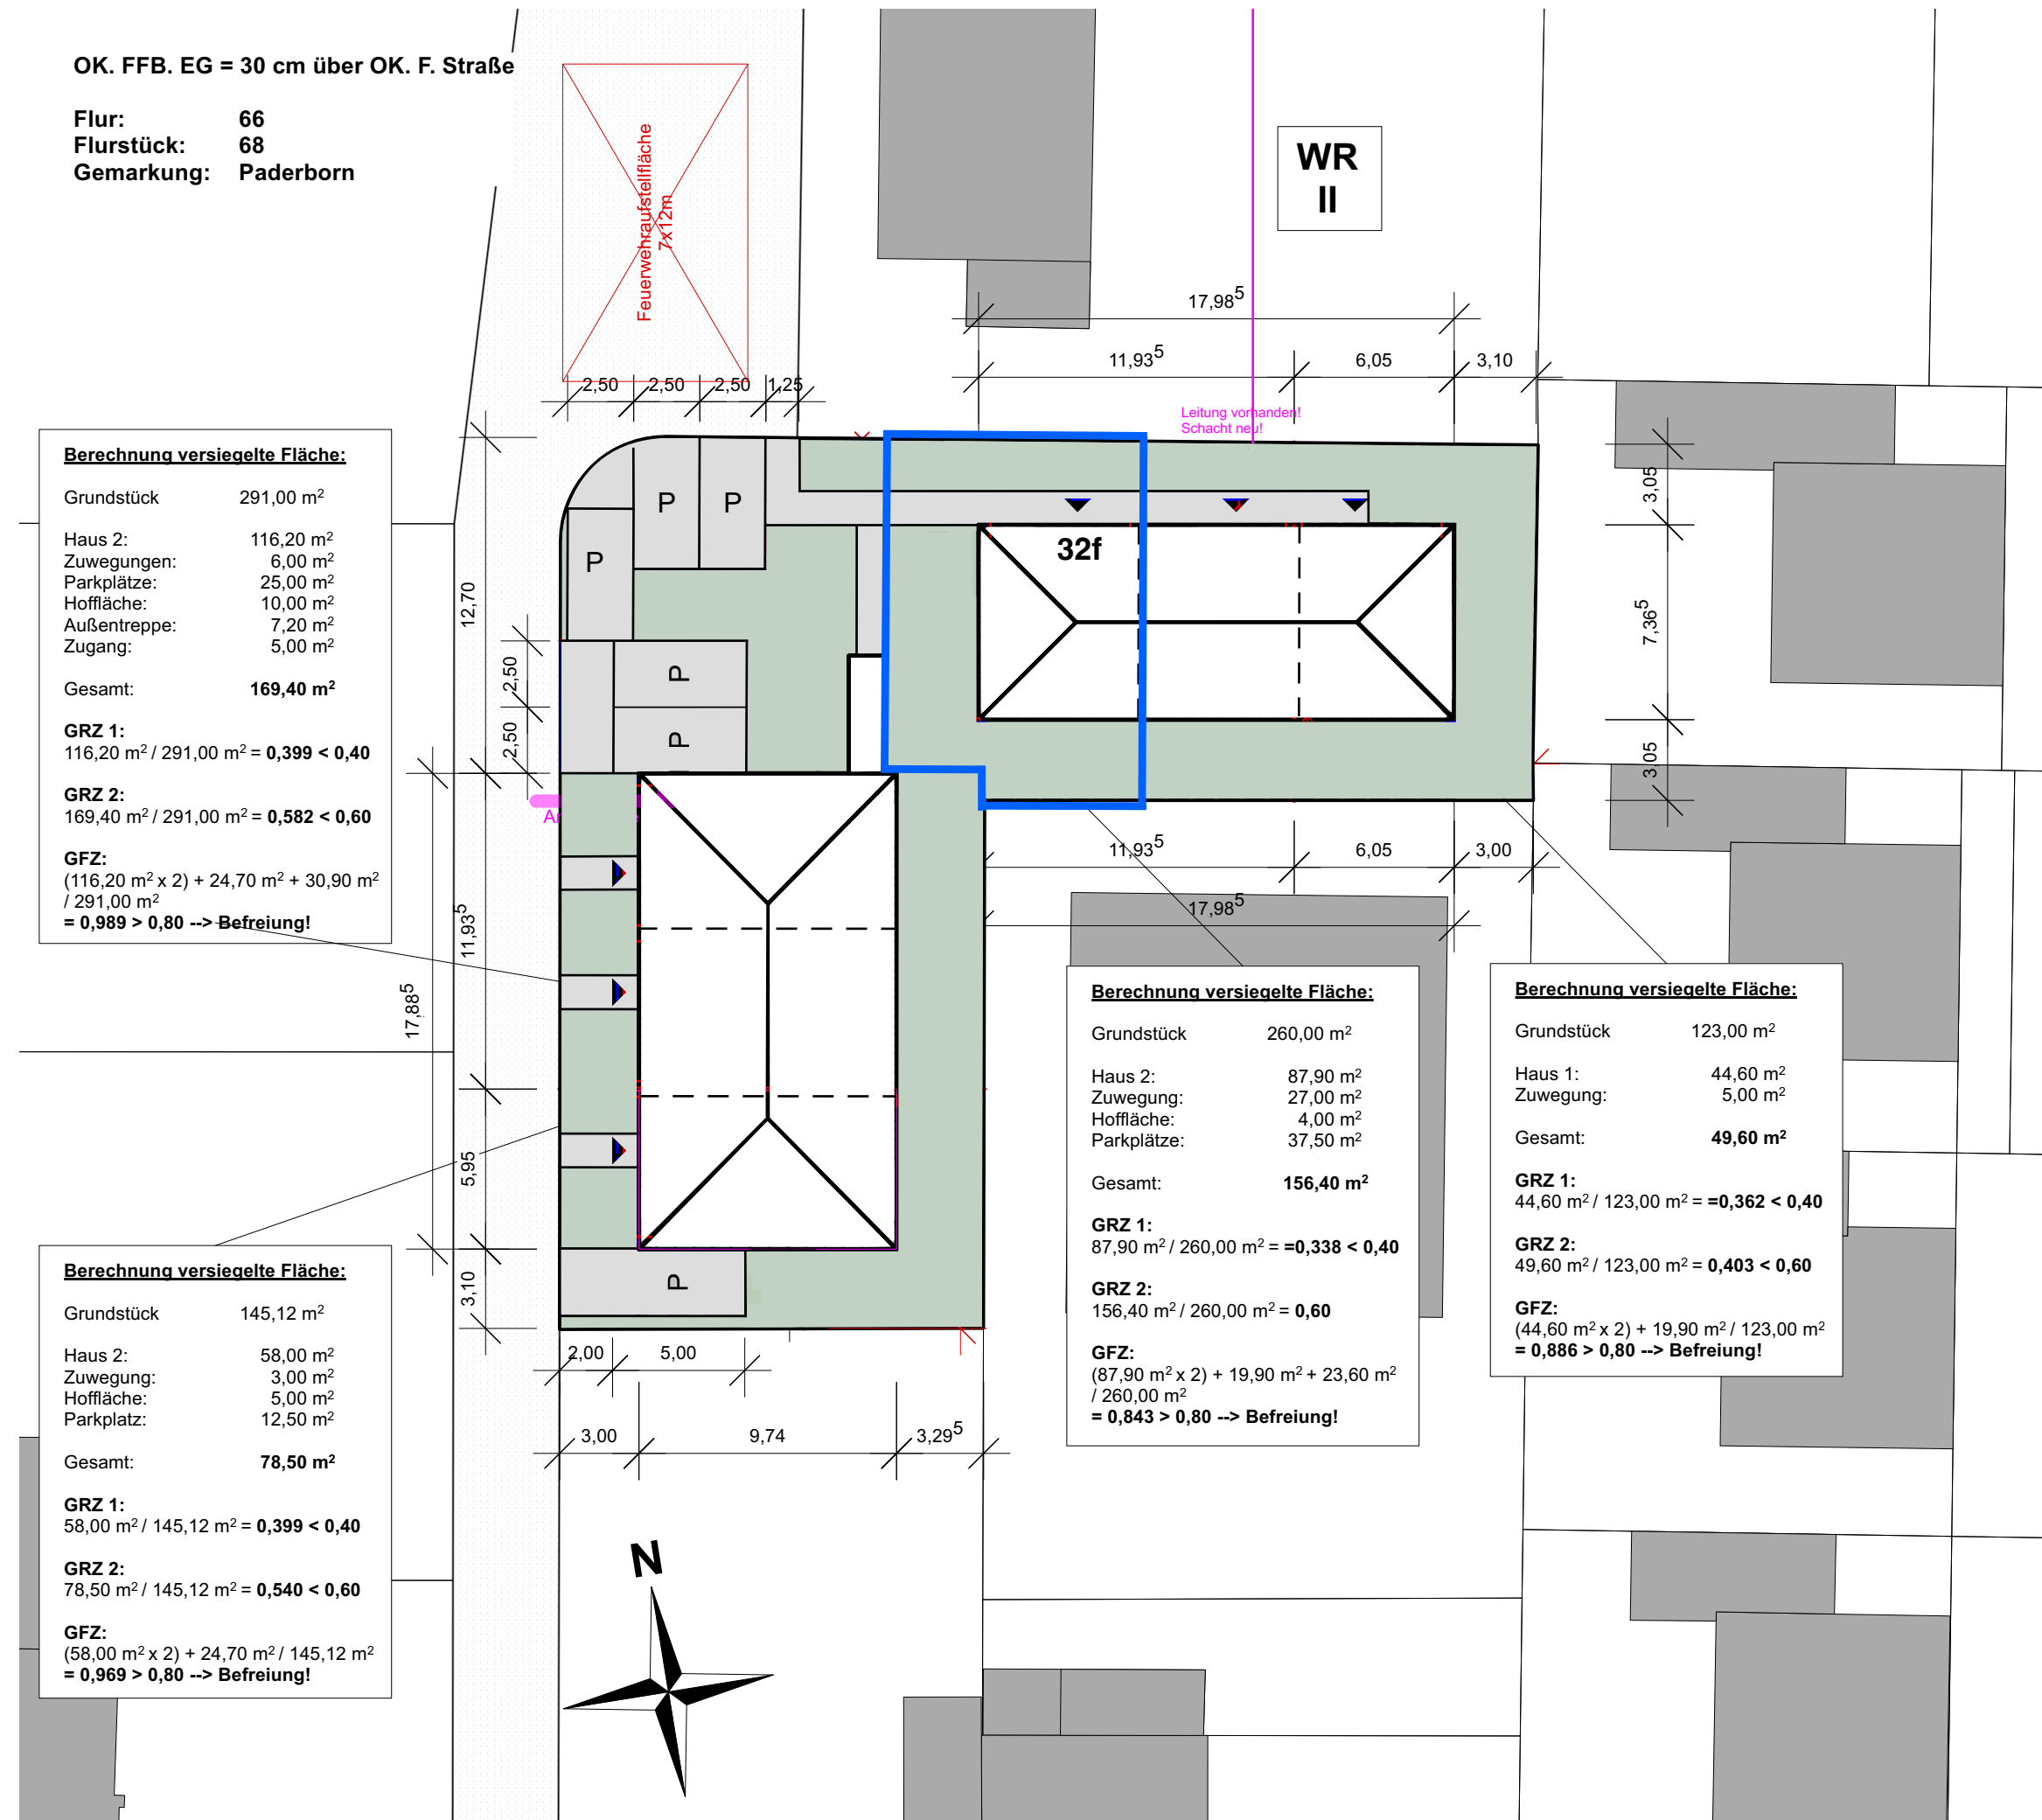 OK. FFB. EG = 30 cm über OK. F. Straße
Flur: 66
Flurstück: 68
Gemarkung: Paderborn
Feuerwehraufstellfläche
7x12m
WR
II
17,98⁵
11,93⁵ 6,05 3,10
2,50 2,50 2,50 1,25
Leitung vorhanden!
Schacht neu!
P P
P
P
P
32f
12,70
2,50
2,50
3,05
7,36⁵
3,05
Berechnung versiegelte Fläche:
Grundstück 291,00 m²
Haus 2: 116,20 m²
Zuwegungen: 6,00 m²
Parkplätze: 25,00 m²
Hoffläche: 10,00 m²
Außentreppe: 7,20 m²
Zugang: 5,00 m²
Gesamt: 169,40 m²
GRZ 1:
116,20 m² / 291,00 m² = 0,399 < 0,40
GRZ 2:
169,40 m² / 291,00 m² = 0,582 < 0,60
GFZ:
(116,20 m² x 2) + 24,70 m² + 30,90 m²
/ 291,00 m²
= 0,989 > 0,80 --> Befreiung!
11,93⁵ 6,05 3,00
17,98⁵
11,93⁵
17,88⁵
5,95
3,10
P
2,00 5,00
3,00 9,74 3,29⁵
Berechnung versiegelte Fläche:
Grundstück 260,00 m²
Haus 2: 87,90 m²
Zuwegung: 27,00 m²
Hoffläche: 4,00 m²
Parkplätze: 37,50 m²
Gesamt: 156,40 m²
GRZ 1:
87,90 m² / 260,00 m² = =0,338 < 0,40
GRZ 2:
156,40 m² / 260,00 m² = 0,60
GFZ:
(87,90 m² x 2) + 19,90 m² + 23,60 m²
/ 260,00 m²
= 0,843 > 0,80 --> Befreiung!
Berechnung versiegelte Fläche:
Grundstück 123,00 m²
Haus 1: 44,60 m²
Zuwegung: 5,00 m²
Gesamt: 49,60 m²
GRZ 1:
44,60 m² / 123,00 m² = =0,362 < 0,40
GRZ 2:
49,60 m² / 123,00 m² = 0,403 < 0,60
GFZ:
(44,60 m² x 2) + 19,90 m² / 123,00 m²
= 0,886 > 0,80 --> Befreiung!
Berechnung versiegelte Fläche:
Grundstück 145,12 m²
Haus 2: 58,00 m²
Zuwegung: 3,00 m²
Hoffläche: 5,00 m²
Parkplatz: 12,50 m²
Gesamt: 78,50 m²
GRZ 1:
58,00 m² / 145,12 m² = 0,399 < 0,40
GRZ 2:
78,50 m² / 145,12 m² = 0,540 < 0,60
GFZ:
(58,00 m² x 2) + 24,70 m² / 145,12 m²
= 0,969 > 0,80 --> Befreiung!
N